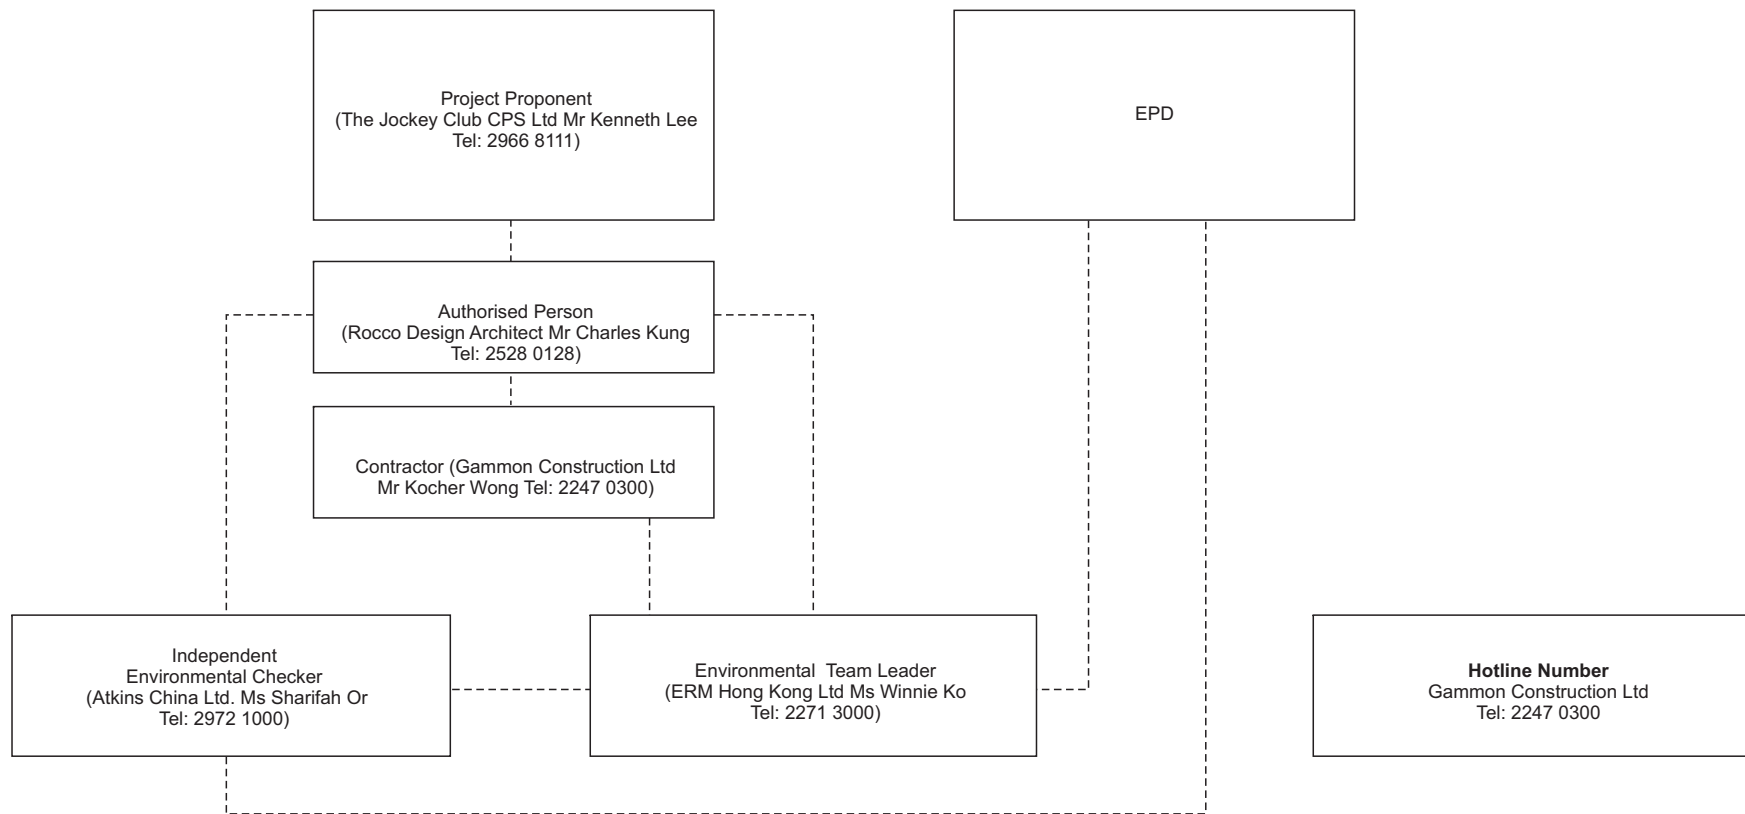 Project Proponent
(The Jockey Club CPS Ltd Mr Kenneth Lee
Tel: 2966 8111)
EPD
Authorised Person
(Rocco Design Architect Mr Charles Kung
Tel: 2528 0128)
Contractor (Gammon Construction Ltd
Mr Kocher Wong Tel: 2247 0300)
Independent
Environmental Checker
(Atkins China Ltd. Ms Sharifah Or
Tel: 2972 1000)
Environmental Team Leader
(ERM Hong Kong Ltd Ms Winnie Ko
Tel: 2271 3000)
Hotline Number
Gammon Construction Ltd
Tel: 2247 0300